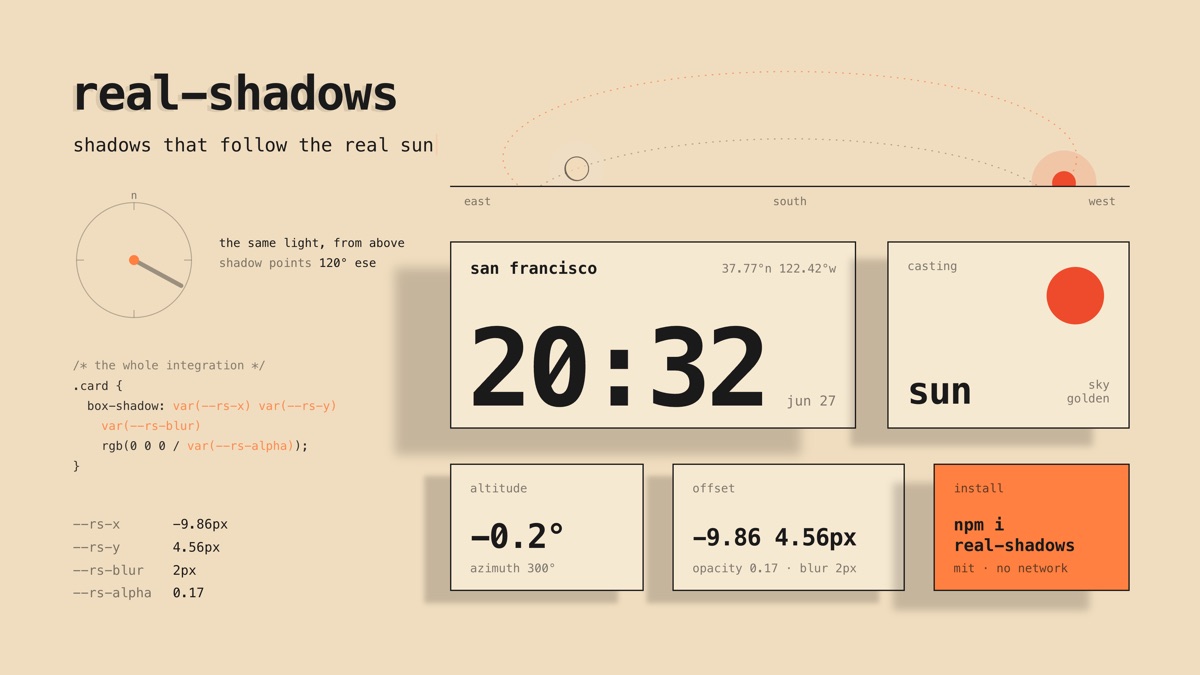 real–shadows
shadows that follow the real sun
n
the same light, from above
shadow points 120° ese
/* the whole integration */
.card {
box-shadow: var(--rs-x) var(--rs-y)
var(--rs-blur)
rgb(0 0 0 / var(--rs-alpha));
}
--rs-x −9.86px
--rs-y 4.56px
--rs-blur 2px
--rs-alpha 0.17
east south west
san francisco 37.77°n 122.42°w
20:32
jun 27
casting
sun
sky
golden
altitude
−0.2°
azimuth 300°
offset
−9.86 4.56px
opacity 0.17 · blur 2px
install
npm i
real–shadows
mit · no network